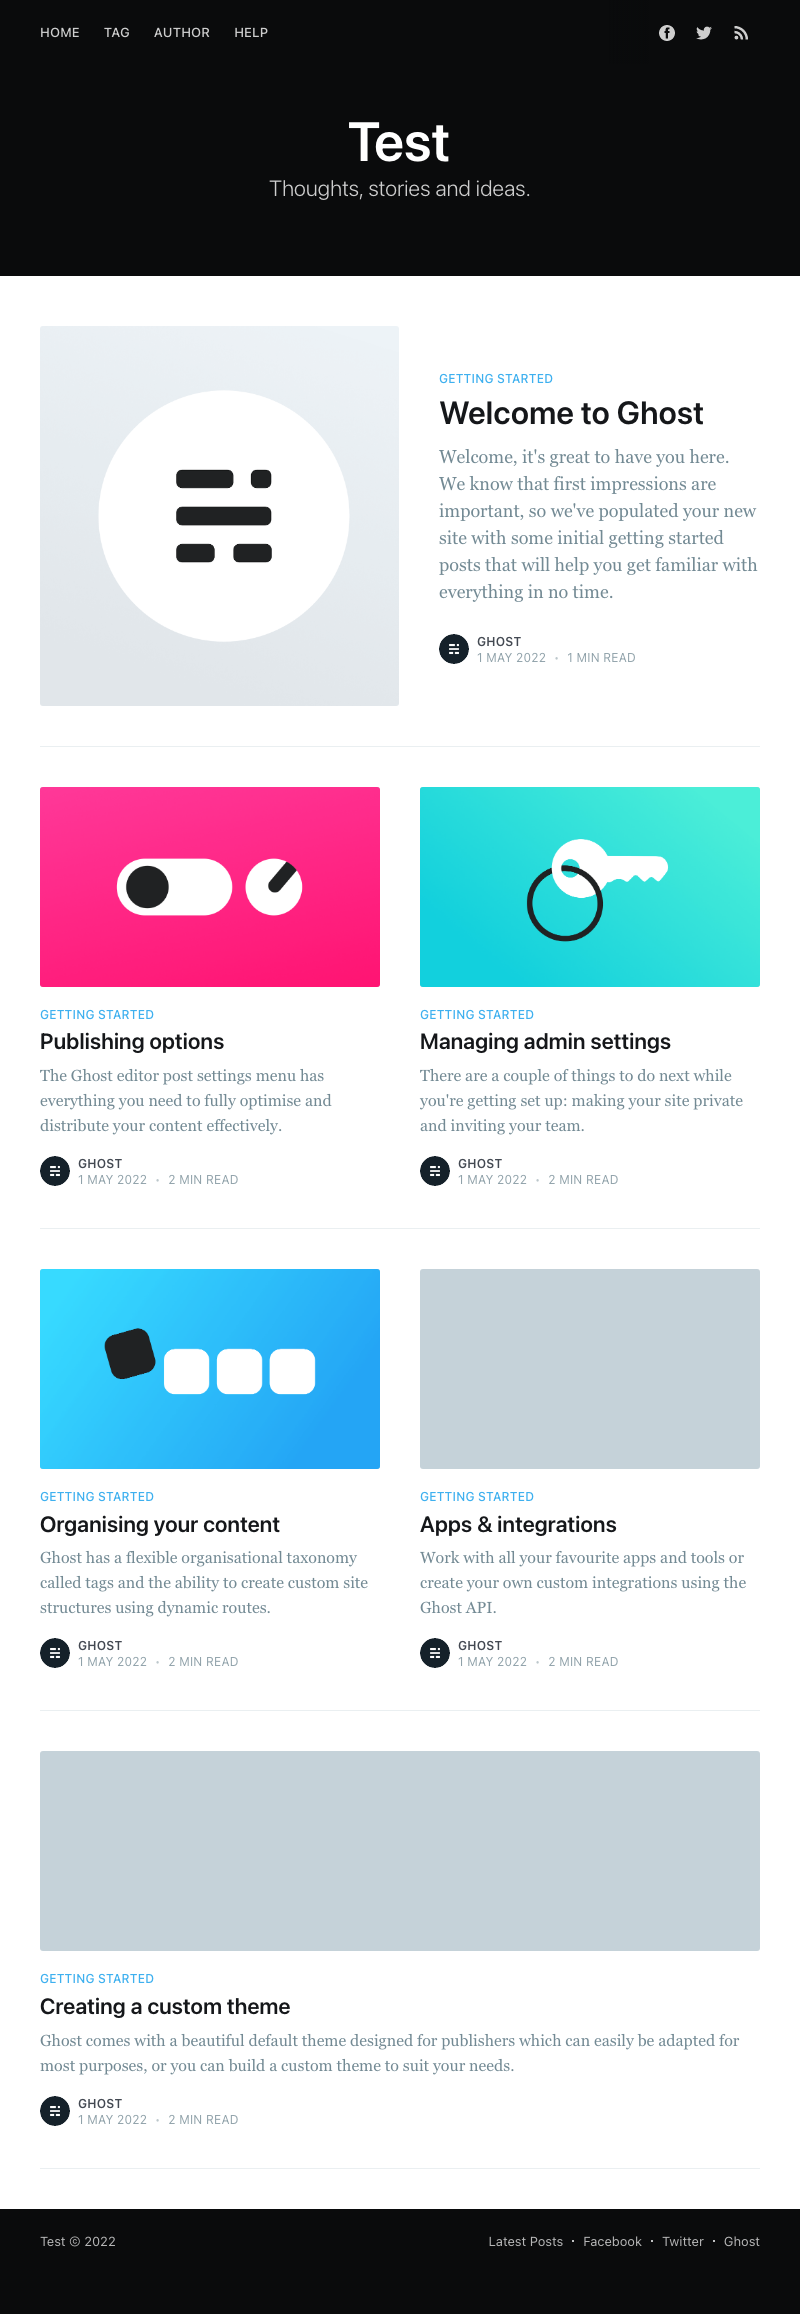 HOME TAG AUTHOR HELP
Test
Thoughts, stories and ideas.
GETTING STARTED
Welcome to Ghost
Welcome, it's great to have you here.
We know that first impressions are
important, so we've populated your new
site with some initial getting started
posts that will help you get familiar with
everything in no time.
GHOST
1 MAY 2022 • 1 MIN READ
GETTING STARTED
Publishing options
The Ghost editor post settings menu has
everything you need to fully optimise and
distribute your content effectively.
GHOST
1 MAY 2022 • 2 MIN READ
GETTING STARTED
Managing admin settings
There are a couple of things to do next while
you're getting set up: making your site private
and inviting your team.
GHOST
1 MAY 2022 • 2 MIN READ
GETTING STARTED
Organising your content
Ghost has a flexible organisational taxonomy
called tags and the ability to create custom site
structures using dynamic routes.
GHOST
1 MAY 2022 • 2 MIN READ
GETTING STARTED
Apps & integrations
Work with all your favourite apps and tools or
create your own custom integrations using the
Ghost API.
GHOST
1 MAY 2022 • 2 MIN READ
GETTING STARTED
Creating a custom theme
Ghost comes with a beautiful default theme designed for publishers which can easily be adapted for
most purposes, or you can build a custom theme to suit your needs.
GHOST
1 MAY 2022 • 2 MIN READ
Test © 2022
Latest Posts • Facebook • Twitter • Ghost